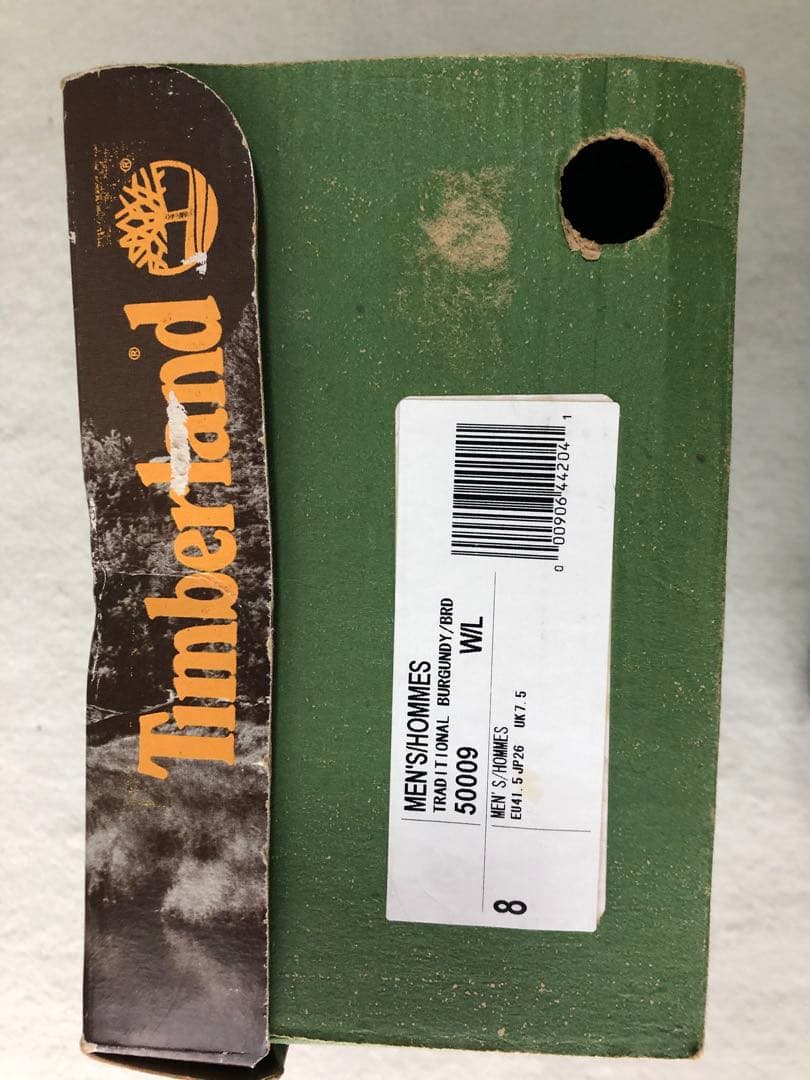 Timberland®
®
MEN'S/HOMMES
TRADITIONAL BURGUNDY/BRD
50009 W/L
MEN'S/HOMMES
8 EU41.5 JP26 UK7.5
0 00906 44204 1